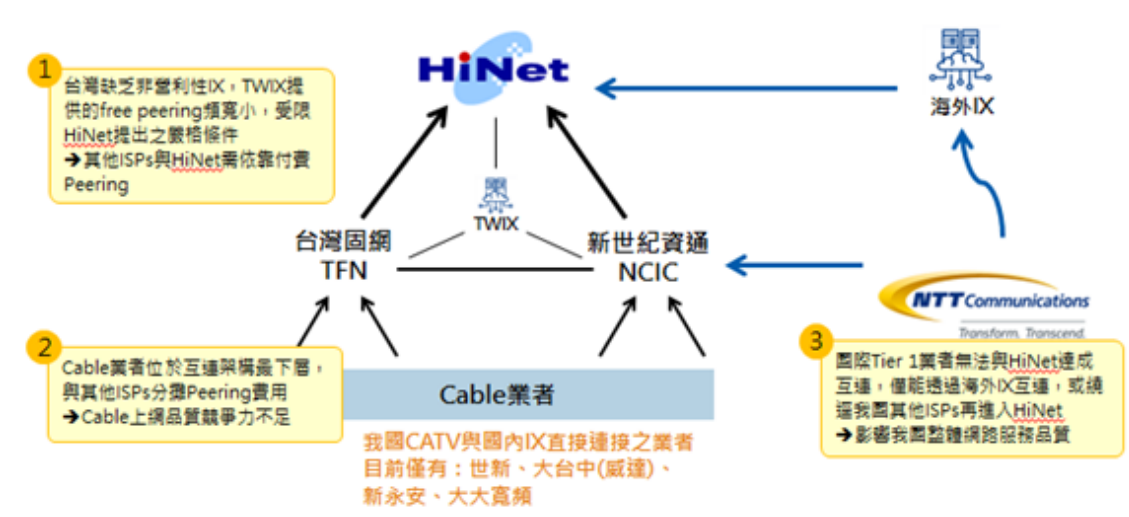 HiNet
海外IX
1
台灣缺乏非營利性IX，TWIX提
供的free peering頻寬小，受限
HiNet提出之嚴格條件
➔其他ISPs與HiNet需依靠付費
Peering
TWIX
台灣固網
TFN
新世紀資通
NCIC
NTT Communications
Transform. Transcend.
2
Cable業者位於互連架構最下層，
與其他ISPs分攤Peering費用
➔Cable上網品質競爭力不足
Cable業者
我國CATV與國內IX直接連接之業者
目前僅有：世新、大台中(威達)、
新永安、大大寬頻
3
國際Tier 1業者無法與HiNet達成
互連，僅能透過海外IX互連，或繞
逕我國其他ISPs再進入HiNet
➔影響我國整體網路服務品質